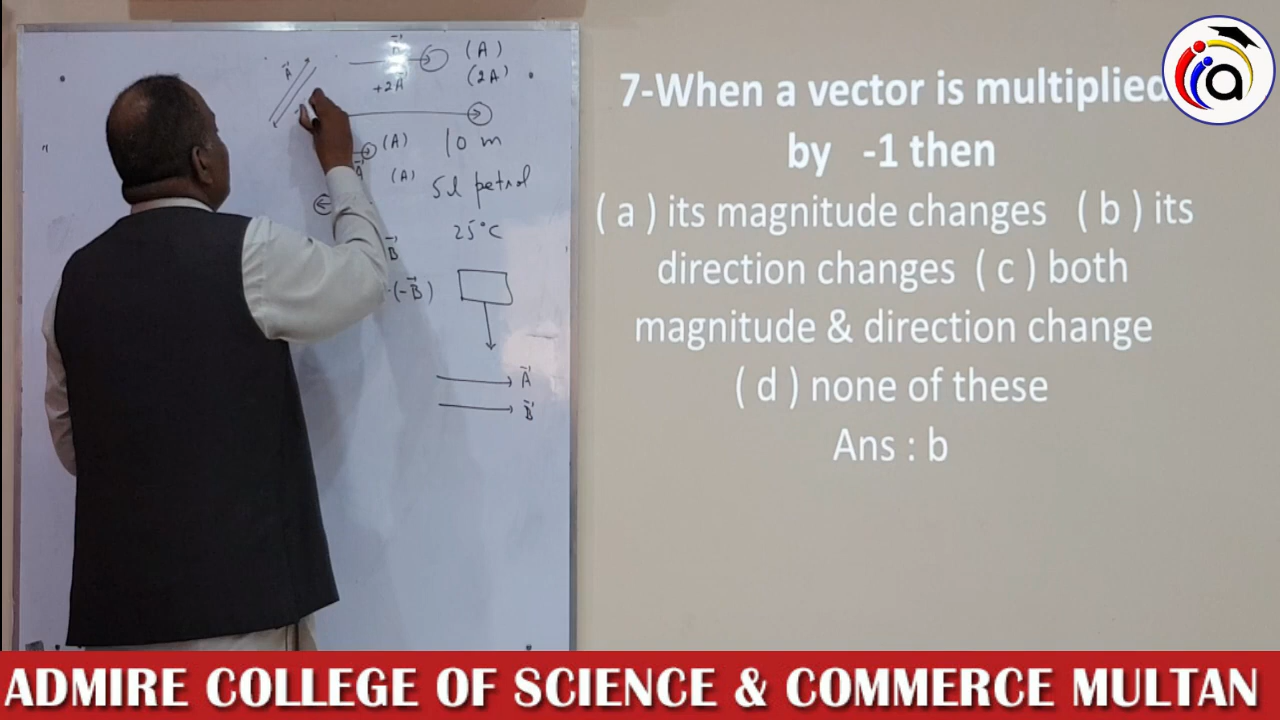 A
A⃗ (A)
+2A⃗ (2A)
(A) 10 m
A⃗ (A) 5l petrol
25°C
B⃗
-(-B⃗)
A⃗
B⃗
7-When a vector is multiplied
by -1 then
( a ) its magnitude changes ( b ) its
direction changes ( c ) both
magnitude & direction change
( d ) none of these
Ans : b
a
ADMIRE COLLEGE OF SCIENCE & COMMERCE MULTAN